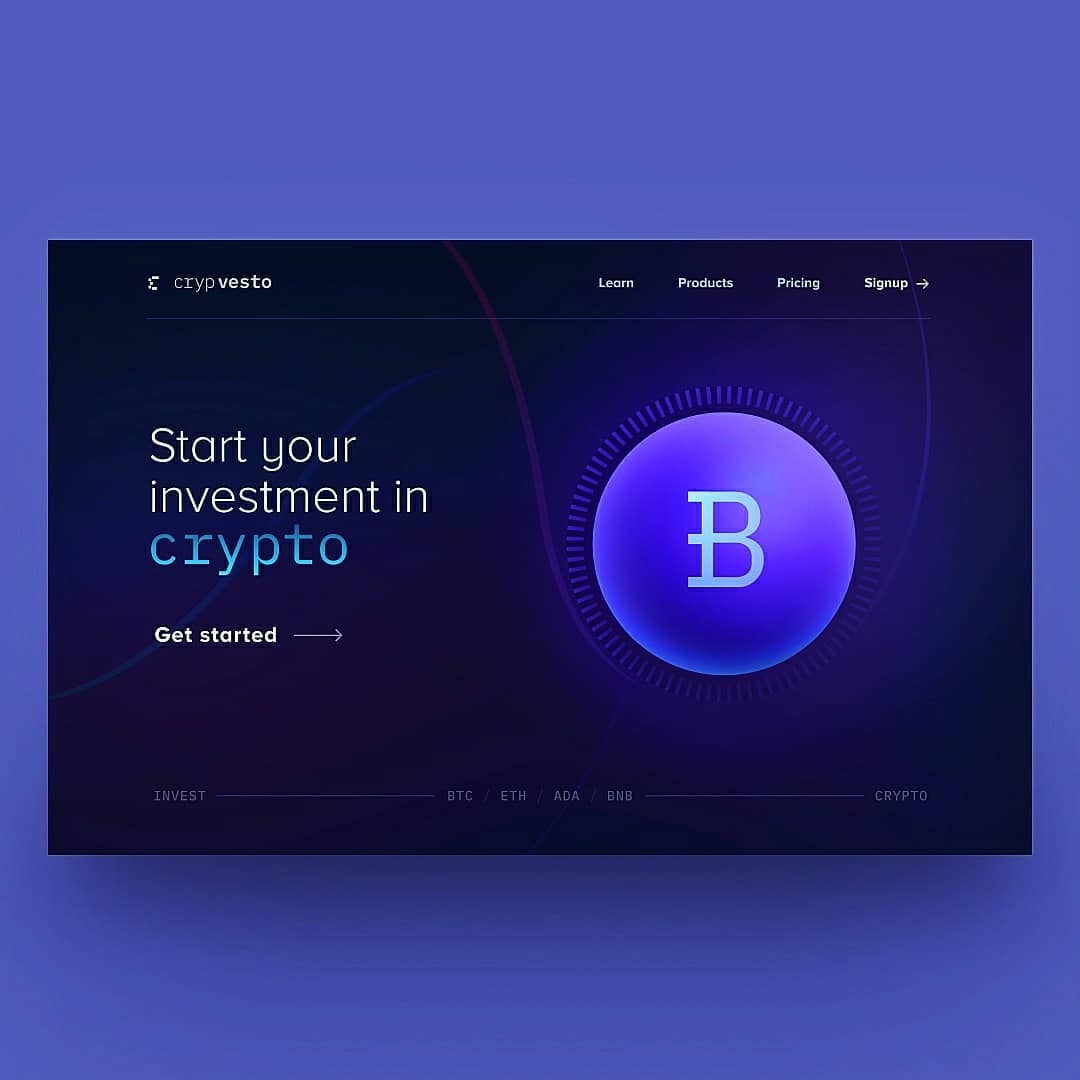 crypvesto
Learn Products Pricing Signup →
Start your
investment in
crypto
Get started →
B
INVEST BTC / ETH / ADA / BNB CRYPTO